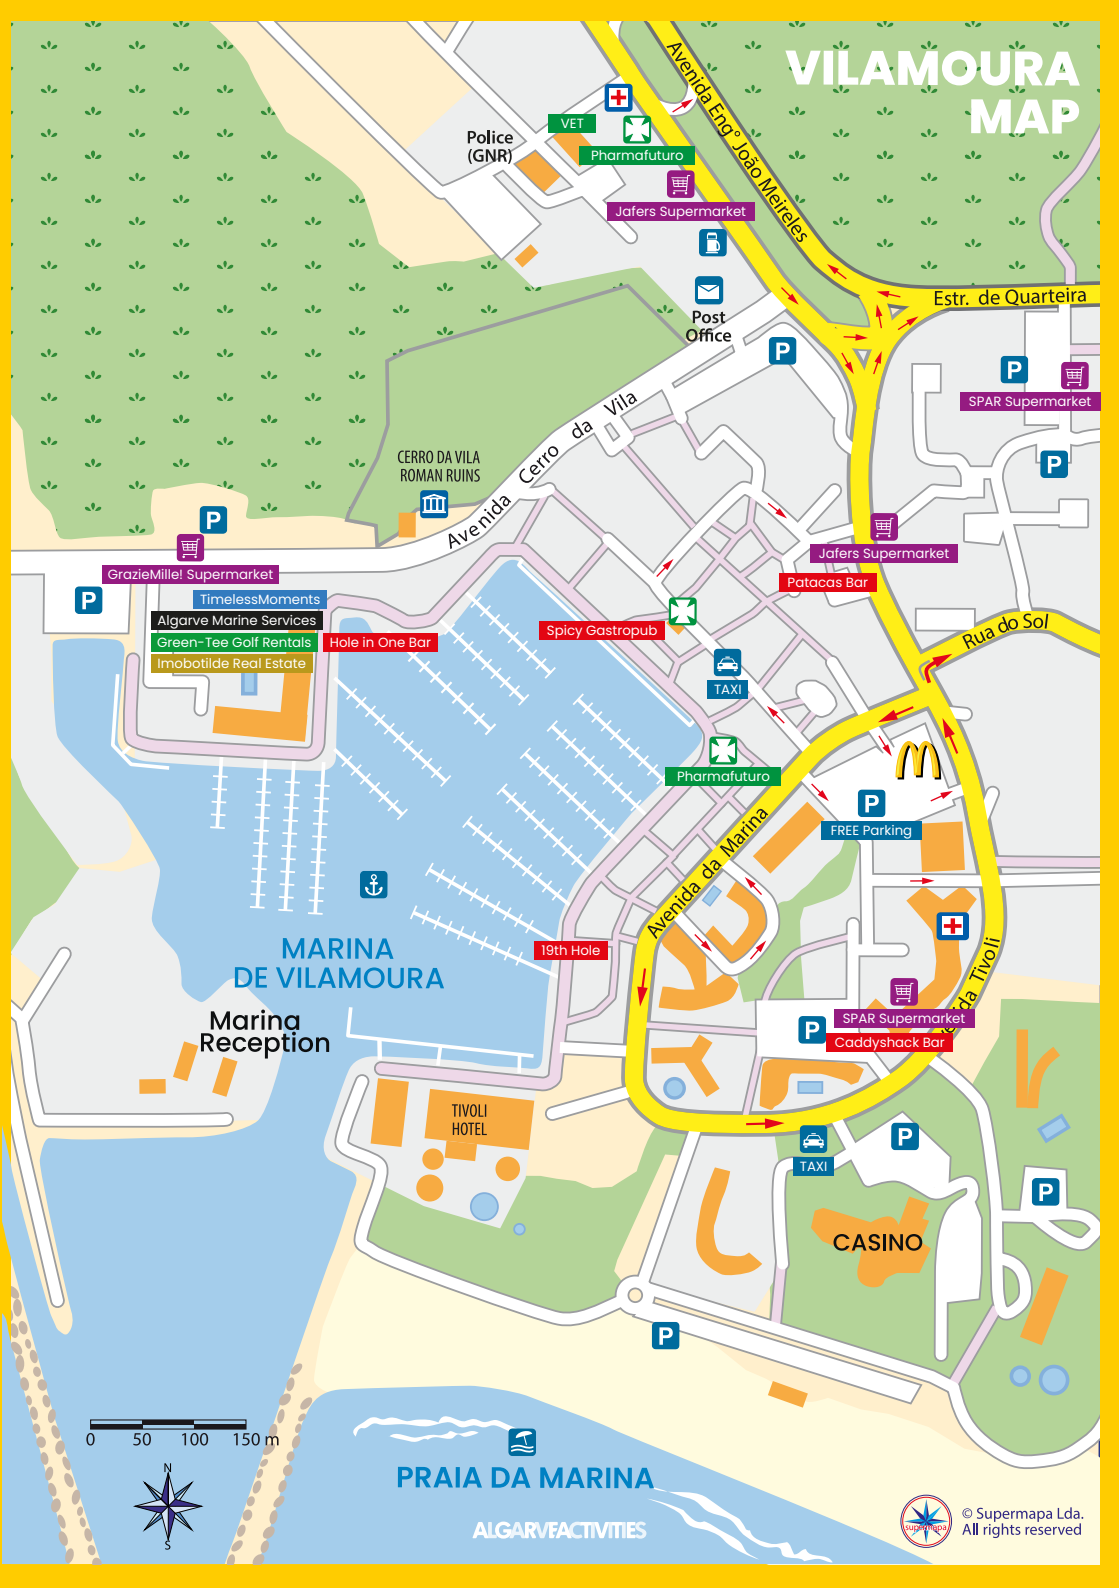 VILAMOURA
MAP
Avenida Eng° João Meireles
VET
Police
(GNR)
Pharmafuturo
Jafers Supermarket
Estr. de Quarteira
Post
Office
P
P
SPAR Supermarket
Avenida Cerro da Vila
CERRO DA VILA
ROMAN RUINS
P
P
Jafers Supermarket
GrazieMille! Supermarket
Patacas Bar
P
TimelessMoments
Algarve Marine Services
Green-Tee Golf Rentals
Hole in One Bar
Imobotilde Real Estate
Spicy Gastropub
Rua do Sol
TAXI
Pharmafuturo
P
FREE Parking
Avenida da Marina
19th Hole
MARINA
DE VILAMOURA
Marina
Reception
Tivoli
P
SPAR Supermarket
Caddyshack Bar
TIVOLI
HOTEL
TAXI
P
P
CASINO
P
0 50 100 150 m
N
S
PRAIA DA MARINA
ALGARVEACTIVITIES
supermapa
© Supermapa Lda.
All rights reserved